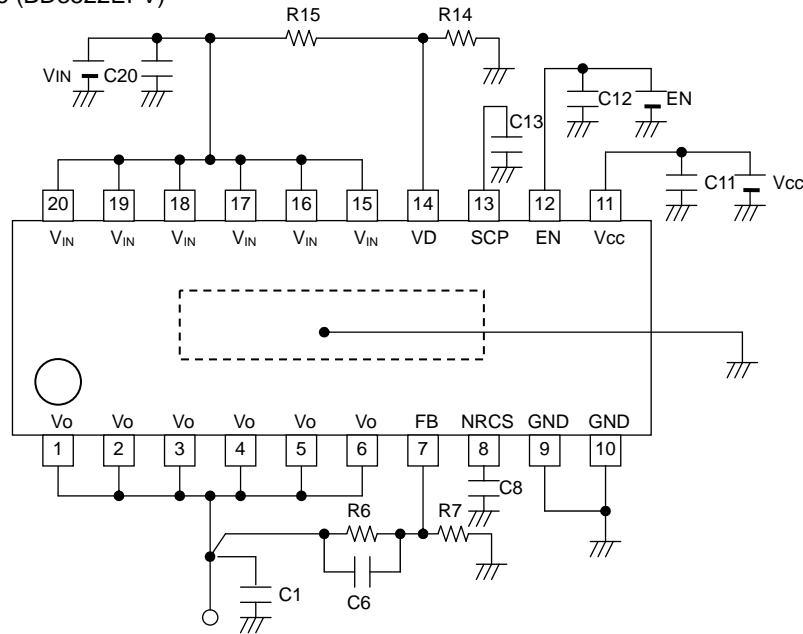 R15 R14
VIN C20 C12 EN
C13
C11 Vcc
20 19 18 17 16 15 14 13 12 11
VIN VIN VIN VIN VIN VIN VD SCP EN Vcc
Vo Vo Vo Vo Vo Vo FB NRCS GND GND
1 2 3 4 5 6 7 8 9 10
C8
R6 R7
C1 C6